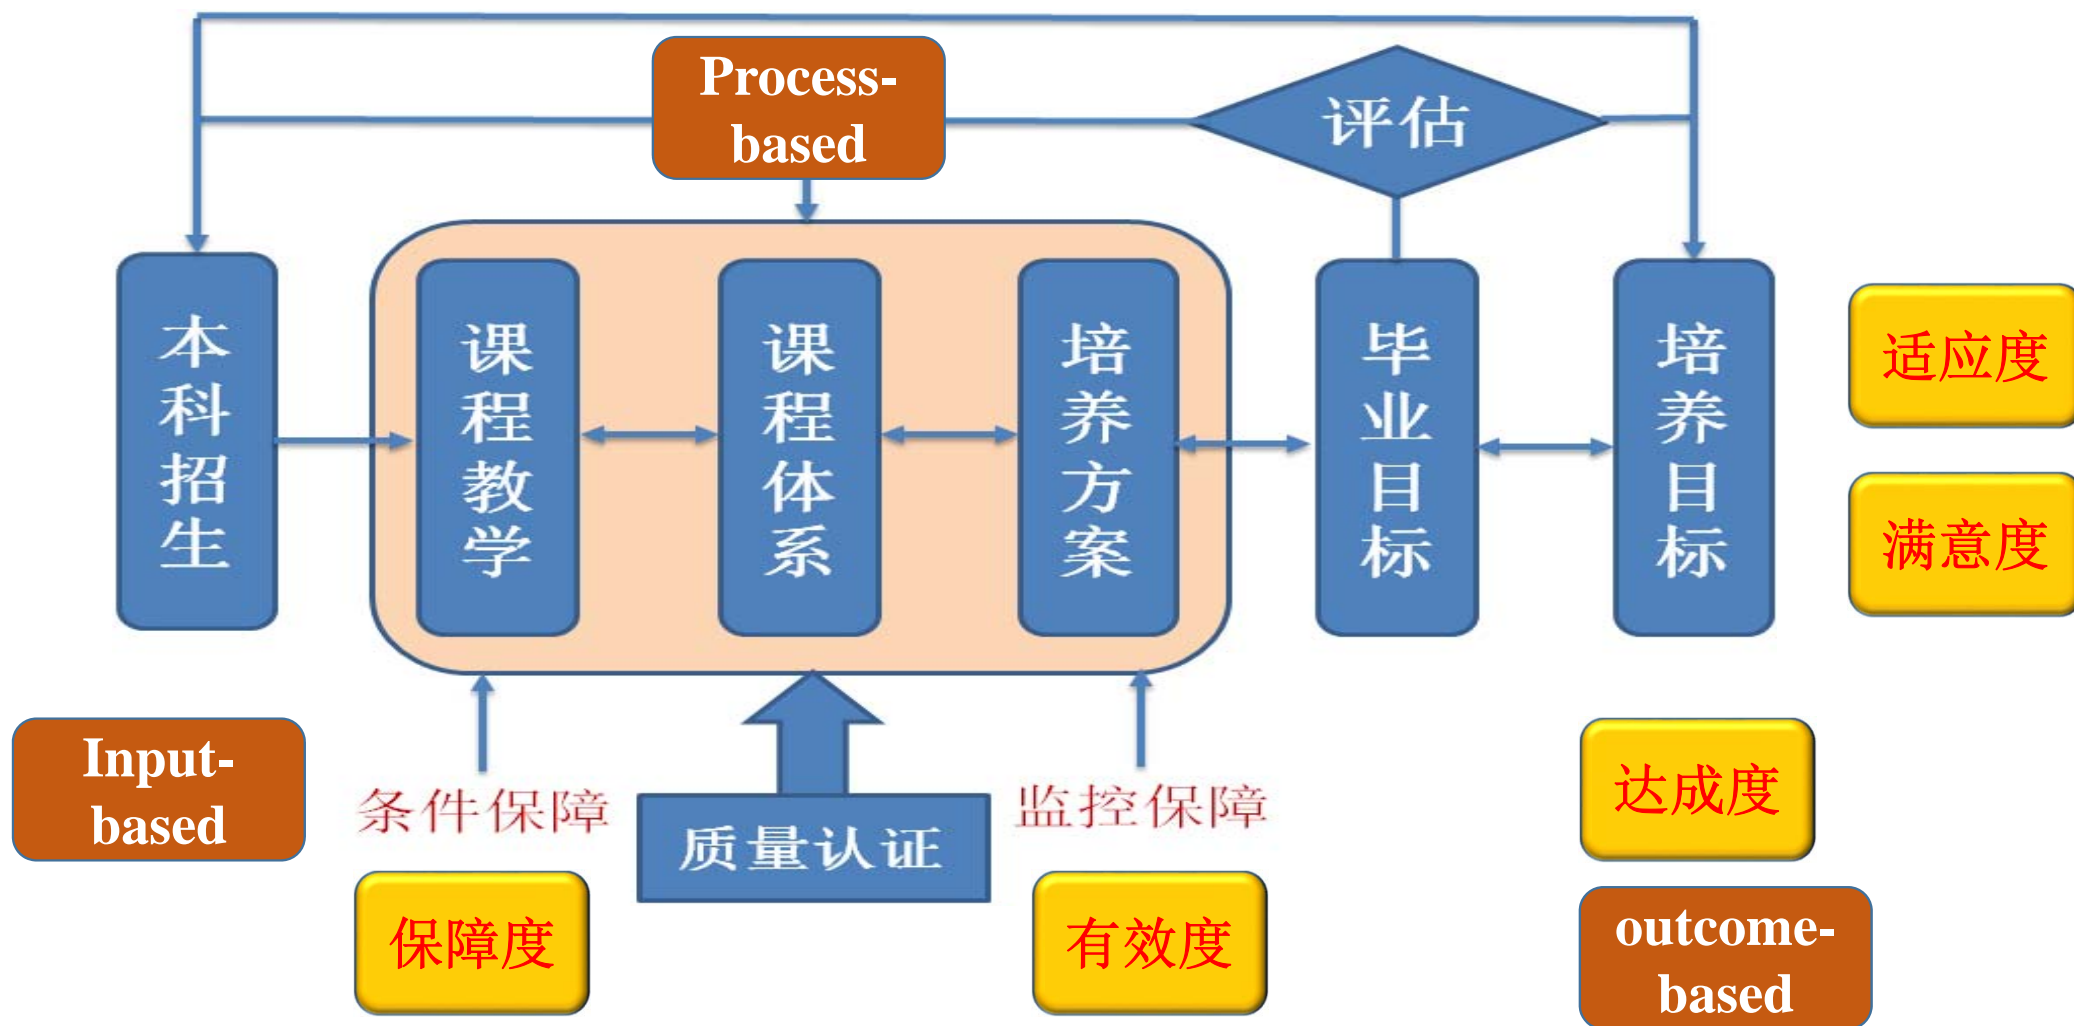 Process-
based
评估
本科招生
课程教学
课程体系
培养方案
毕业目标
培养目标
适应度
满意度
Input-
based
条件保障
质量认证
监控保障
达成度
保障度
有效度
outcome-
based